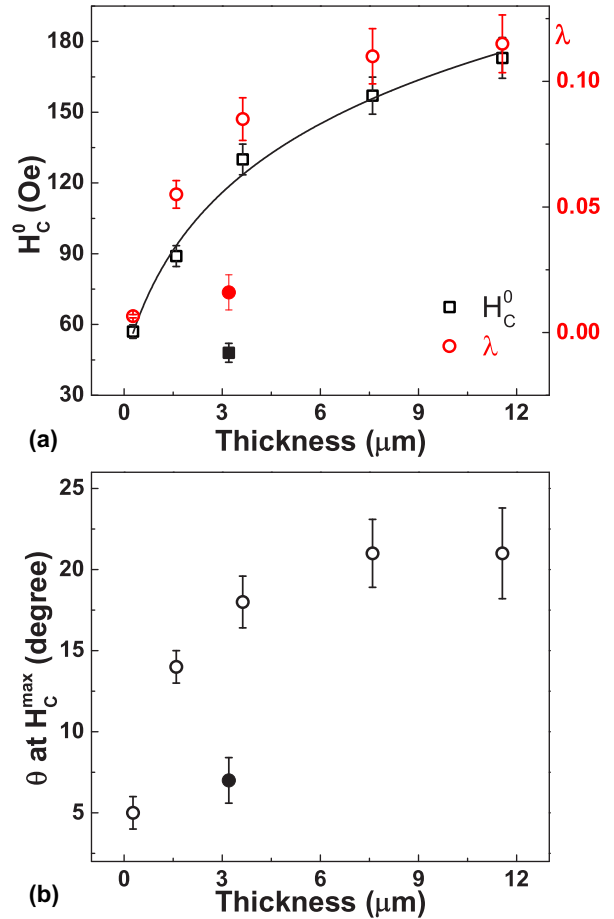 180
150
120
90
60
30
H_C^0 (Oe)
λ
0.10
0.05
0.00
H_C^0
λ
0 3 6 9 12
(a)
Thickness (μm)
25
20
15
10
5
θ at H_C^max (degree)
0 3 6 9 12
(b)
Thickness (μm)